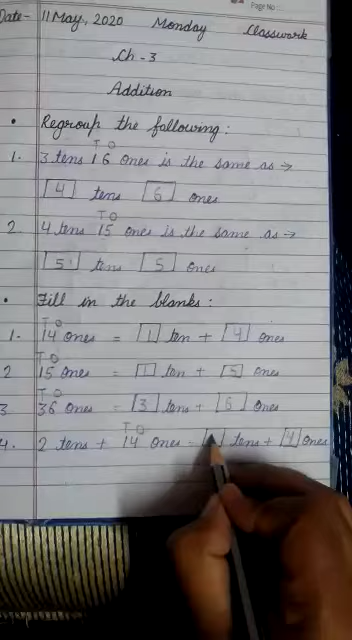 Page No:
Date- 11 May, 2020 Monday Classwork
Ch-3
Addition
• Regroup the following:
T O
1. 3 tens 16 ones is the same as →
4 tens 6 ones
T O
2 4 tens 15 ones is the same as →
5 tens 5 ones
• Fill in the blanks:
T O
1. 14 ones = 1 ten + 4 ones
T O
2 15 ones = 1 ten + 5 ones
T O
3 36 ones = 3 tens + 6 ones
T O
4. 2 tens + 14 ones = tens + 4 ones